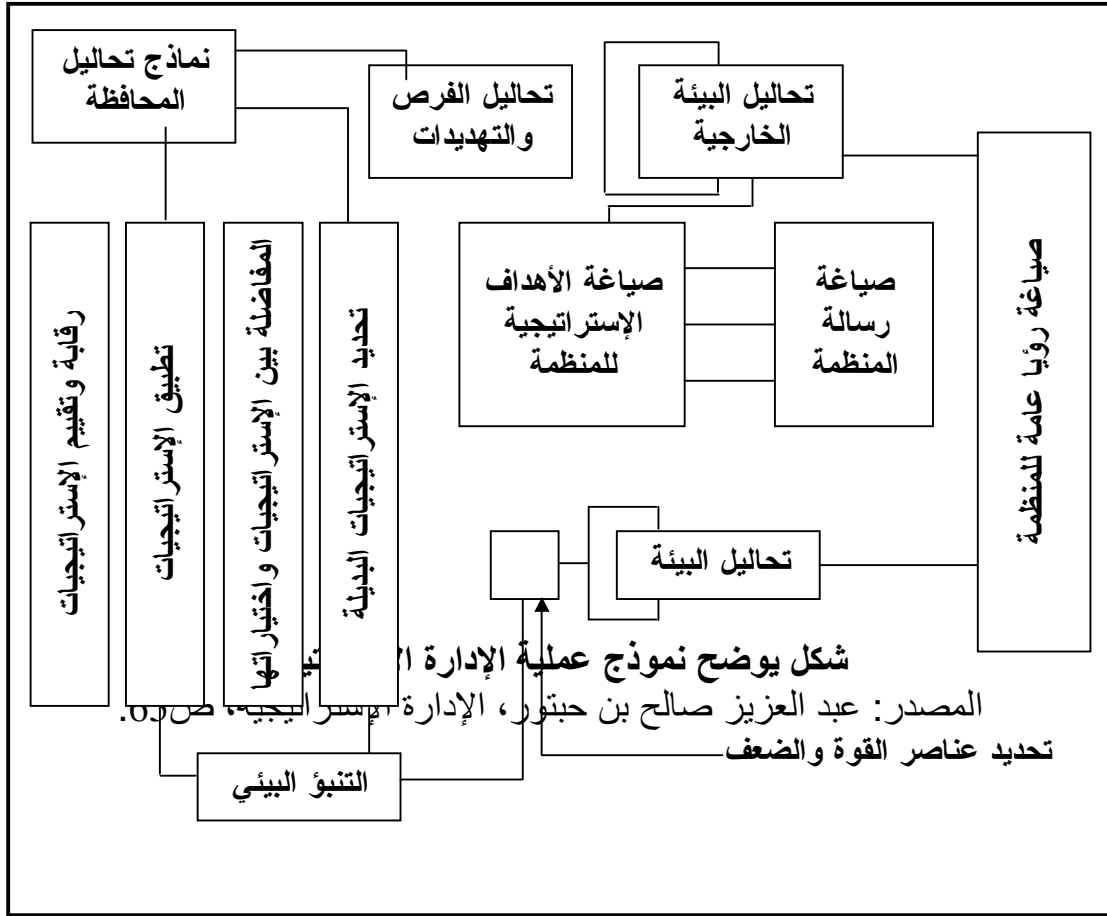 نماذج تحاليل
المحافظة
تحاليل الفرص
والتهديدات
تحاليل البيئة
الخارجية
صياغة رؤيا عامة للمنظمة
صياغة
رسالة
المنظمة
صياغة الأهداف
الإستراتيجية
للمنظمة
تحديد الإستراتيجيات البديلة
المفاضلة بين الإستراتيجيات واختياراتها
تطبيق الإستراتيجيات
رقابة وتقييم الإستراتيجيات
تحاليل البيئة
شكل يوضح نموذج عملية الإدارة
المصدر: عبد العزيز صالح بن حبتور، الإدارة الإستراتيجية،
تحديد عناصر القوة والضعف
التنبؤ البيئي